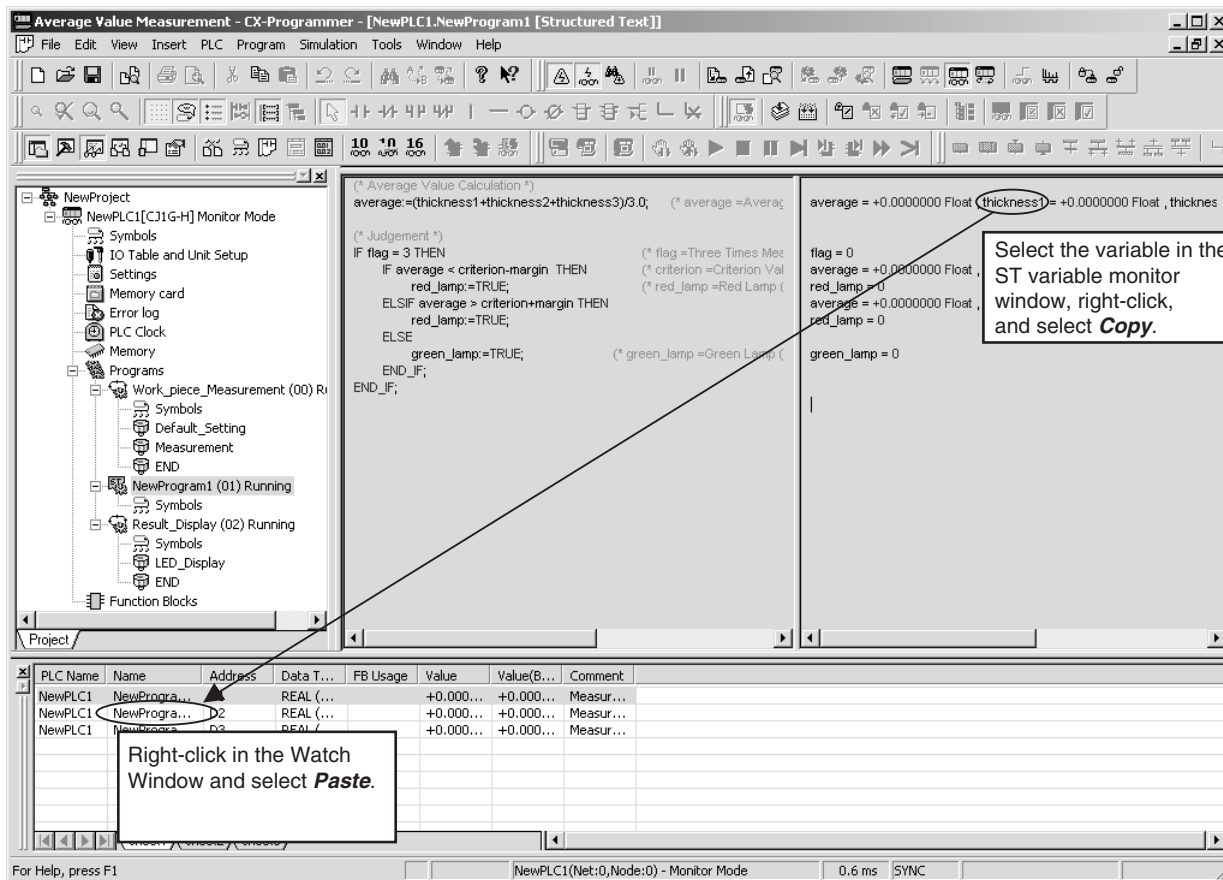 Average Value Measurement - CX-Programmer - [NewPLC1.NewProgram1 [Structured Text]]
File Edit View Insert PLC Program Simulation Tools Window Help
10 10 16
NewProject
NewPLC1[CJ1G-H] Monitor Mode
Symbols
IO Table and Unit Setup
Settings
Memory card
Error log
PLC Clock
Memory
Programs
Work_piece_Measurement (00) Ru
Symbols
Default_Setting
Measurement
END
NewProgram1 (01) Running
Symbols
Result_Display (02) Running
Symbols
LED_Display
END
Function Blocks
Project
(* Average Value Calculation *)
average:=(thickness1+thickness2+thickness3)/3.0; (* average =Averag
(* Judgement *)
IF flag = 3 THEN (* flag =Three Times Mee
IF average < criterion-margin THEN (* criterion =Criterion Val
red_lamp:=TRUE; (* red_lamp =Red Lamp (
ELSIF average > criterion+margin THEN
red_lamp:=TRUE;
ELSE
green_lamp:=TRUE; (* green_lamp =Green Lamp (
END_IF;
END_IF;
average = +0.0000000 Float , thickness1 = +0.0000000 Float , thicknes
flag = 0
average = +0.0000000 Float ,
red_lamp = 0
average = +0.0000000 Float ,
red_lamp = 0
green_lamp = 0
Select the variable in the
ST variable monitor
window, right-click,
and select Copy.
PLC Name Name Address Data T... FB Usage Value Value(B... Comment
NewPLC1 NewProgra... REAL (... +0.000... +0.000... Measur...
NewPLC1 NewProgra... D2 REAL (... +0.000... +0.000... Measur...
NewPLC1 NewProgra... D3 REAL (... +0.000... +0.000... Measur...
Right-click in the Watch
Window and select Paste.
For Help, press F1 NewPLC1(Net:0,Node:0) - Monitor Mode 0.6 ms SYNC